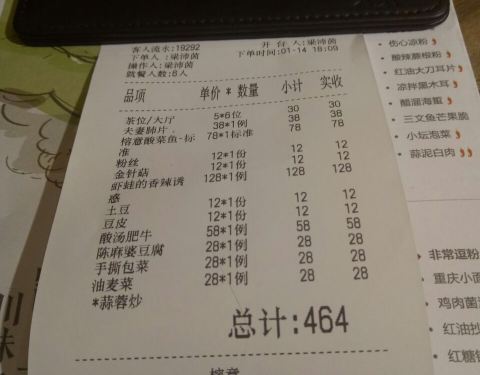 客人流水:19292
开台人:梁沛茵
下单人:梁沛茵
下单时间:01-14 18:09
操作人:梁沛茵
就餐人数:6人
品项 单价*数量 小计 实收
茶位/大厅 5*6位 30 30
夫妻肺片. 38*1例 38 38
榕意酸菜鱼-标准 78*1标准 78 78
粉丝 12*1份 12 12
金针菇 12*1份 12 12
虾蛙的香辣诱惑 128*1例 128 128
土豆 12*1份 12 12
豆皮 12*1份 12 12
酸汤肥牛 58*1例 58 58
陈麻婆豆腐 28*1例 28 28
手撕包菜 28*1例 28 28
油麦菜 28*1例 28 28
*蒜蓉炒
总计:464
榕意
伤心凉粉
酸辣蕨根粉
红油大刀耳片
凉拌黑木耳
醋溜海蜇
三文鱼芒果脆
小坛泡菜
蒜泥白肉
非常逗粉
重庆小面
鸡肉菌
红油抄
红糖
川
味